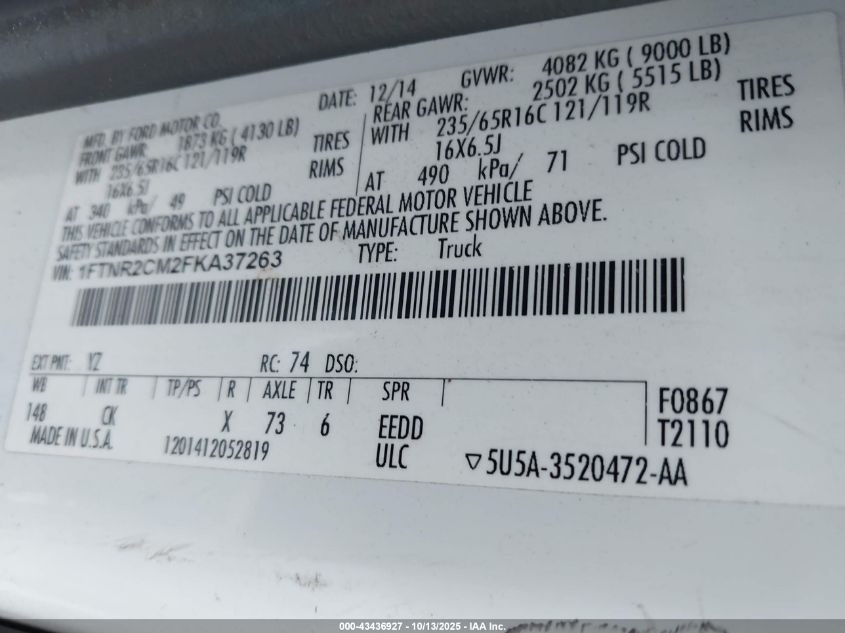 MFD. BY FORD MOTOR CO. DATE: 12/14 GVWR: 4082 KG ( 9000 LB)
FRONT GAWR: 1873 KG ( 4130 LB) REAR GAWR: 2502 KG ( 5515 LB)
WITH 235/65R16C 121/119R TIRES WITH 235/65R16C 121/119R TIRES
16X6.5J RIMS 16X6.5J RIMS
AT 340 kPa/ 49 PSI COLD AT 490 kPa/ 71 PSI COLD
THIS VEHICLE CONFORMS TO ALL APPLICABLE FEDERAL MOTOR VEHICLE
SAFETY STANDARDS IN EFFECT ON THE DATE OF MANUFACTURE SHOWN ABOVE.
VIN: 1FTNR2CM2FKA37263 TYPE: Truck
EXT PNT: YZ RC: 74 DSO:
WB INT TR TP/PS R AXLE TR SPR
148 CK X 73 6 EEDD
F0867
T2110
MADE IN U.S.A. 1201412052819 ULC ▽5U5A-3520472-AA
000-43436927 - 10/13/2025 - IAA Inc.